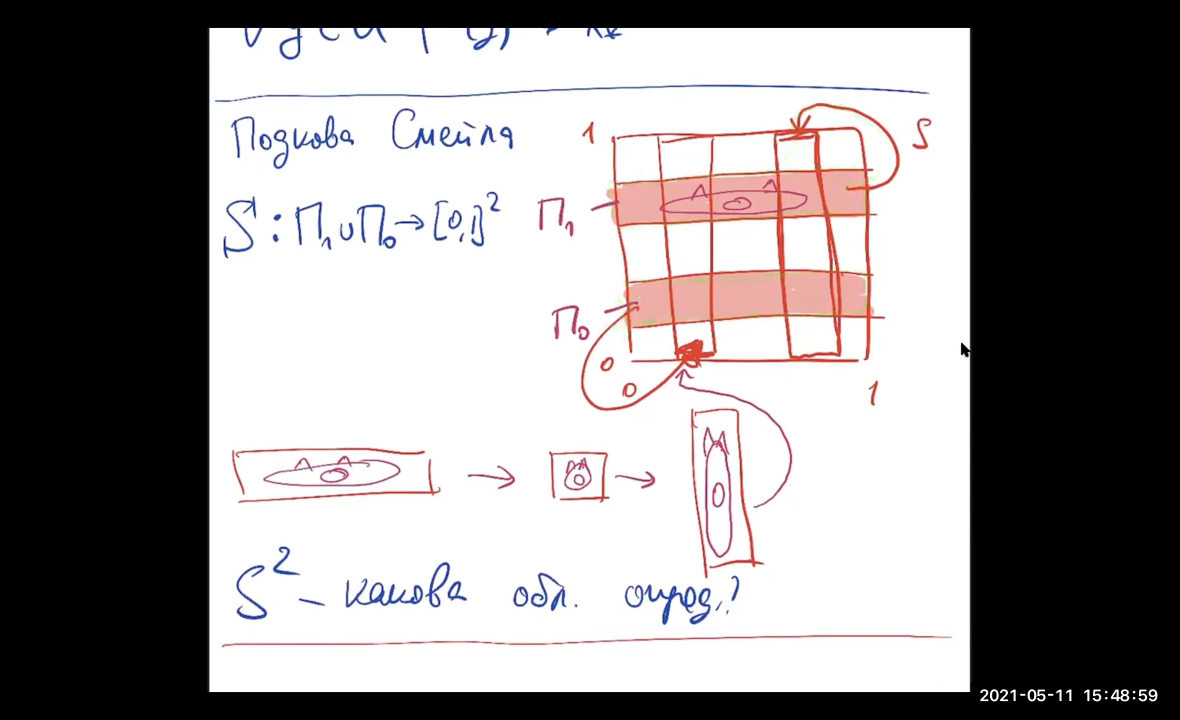 Подкова Смейла
1
S
S : П₁ ∪ П₀ → [0,1]²
П₁
П₀
0
0
1
S² – какова обл. опред.?
2021-05-11 15:48:59